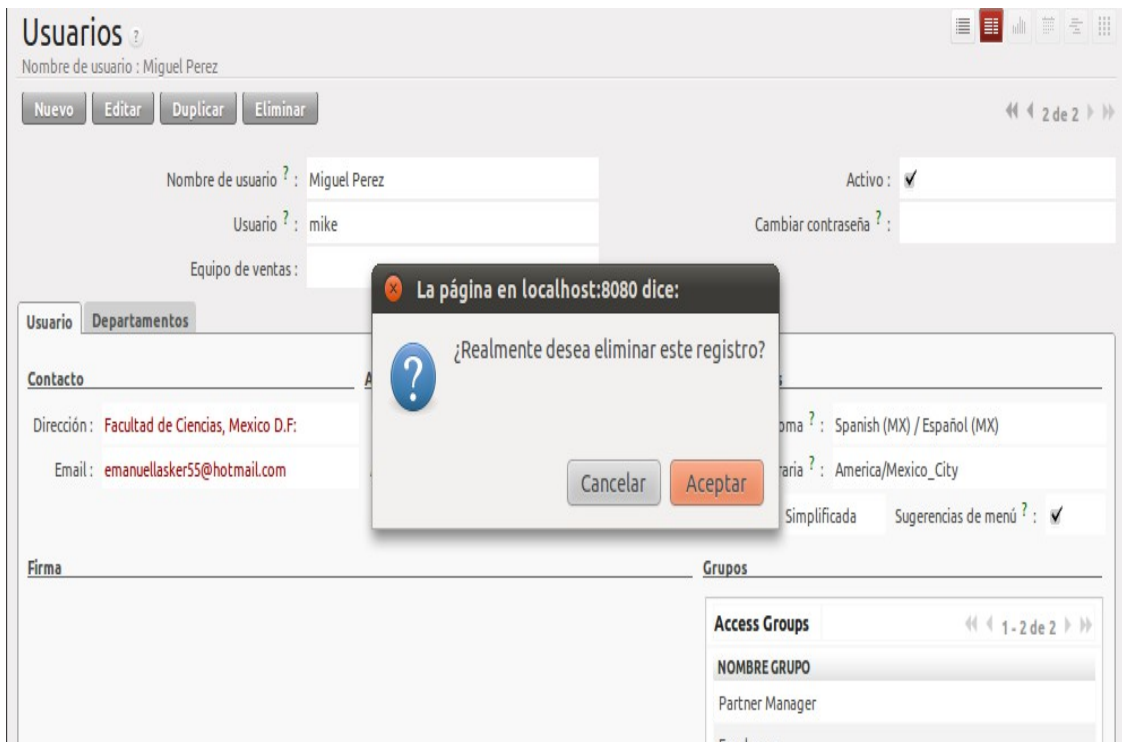 Usuarios ?
Nombre de usuario : Miguel Perez
Nuevo Editar Duplicar Eliminar 2 de 2
Nombre de usuario ? : Miguel Perez Activo :
Usuario ? : mike Cambiar contraseña ? :
Equipo de ventas :
La página en localhost:8080 dice:
¿Realmente desea eliminar este registro?
Cancelar Aceptar
Usuario Departamentos
Contacto
Dirección : Facultad de Ciencias, Mexico D.F: ? : Spanish (MX) / Español (MX)
Email : emanuellasker55@hotmail.com ? : America/Mexico_City
Simplificada Sugerencias de menú ? :
Firma Grupos
Access Groups 1 - 2 de 2
NOMBRE GRUPO
Partner Manager